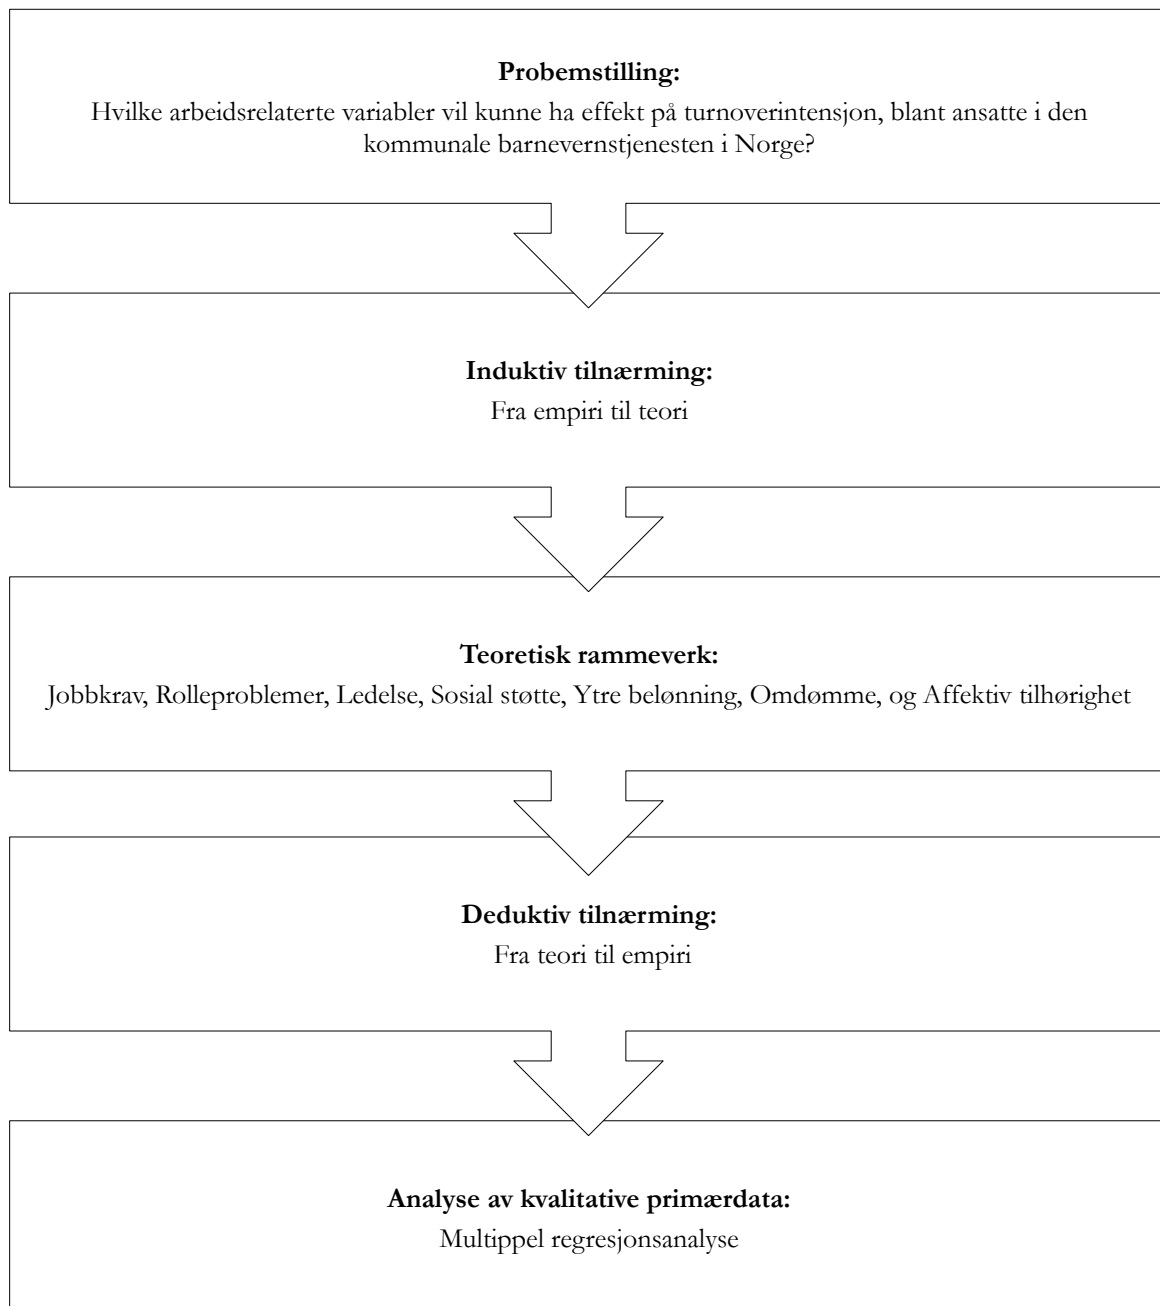 Probemstilling:
Hvilke arbeidsrelaterte variabler vil kunne ha effekt på turnoverintensjon, blant ansatte i den
kommunale barnevernstjenesten i Norge?
Induktiv tilnærming:
Fra empiri til teori
Teoretisk rammeverk:
Jobbkrav, Rolleproblemer, Ledelse, Sosial støtte, Ytre belønning, Omdømme, og Affektiv tilhørighet
Deduktiv tilnærming:
Fra teori til empiri
Analyse av kvalitative primærdata:
Multippel regresjonsanalyse